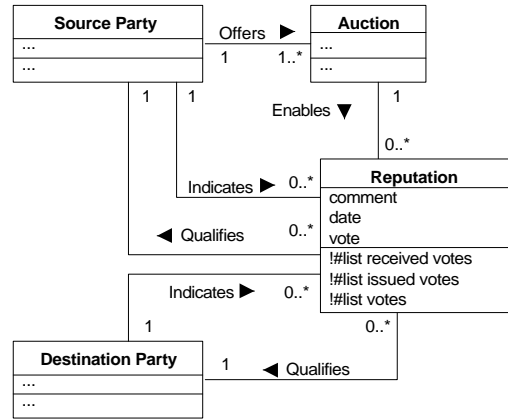 Source Party
...
...
Offers
1
1..*
Auction
...
...
1
1
Enables
1
0..*
Indicates
0..*
Qualifies
0..*
Reputation
comment
date
vote
!#list received votes
!#list issued votes
!#list votes
Indicates
0..*
1
0..*
Destination Party
...
...
1
Qualifies